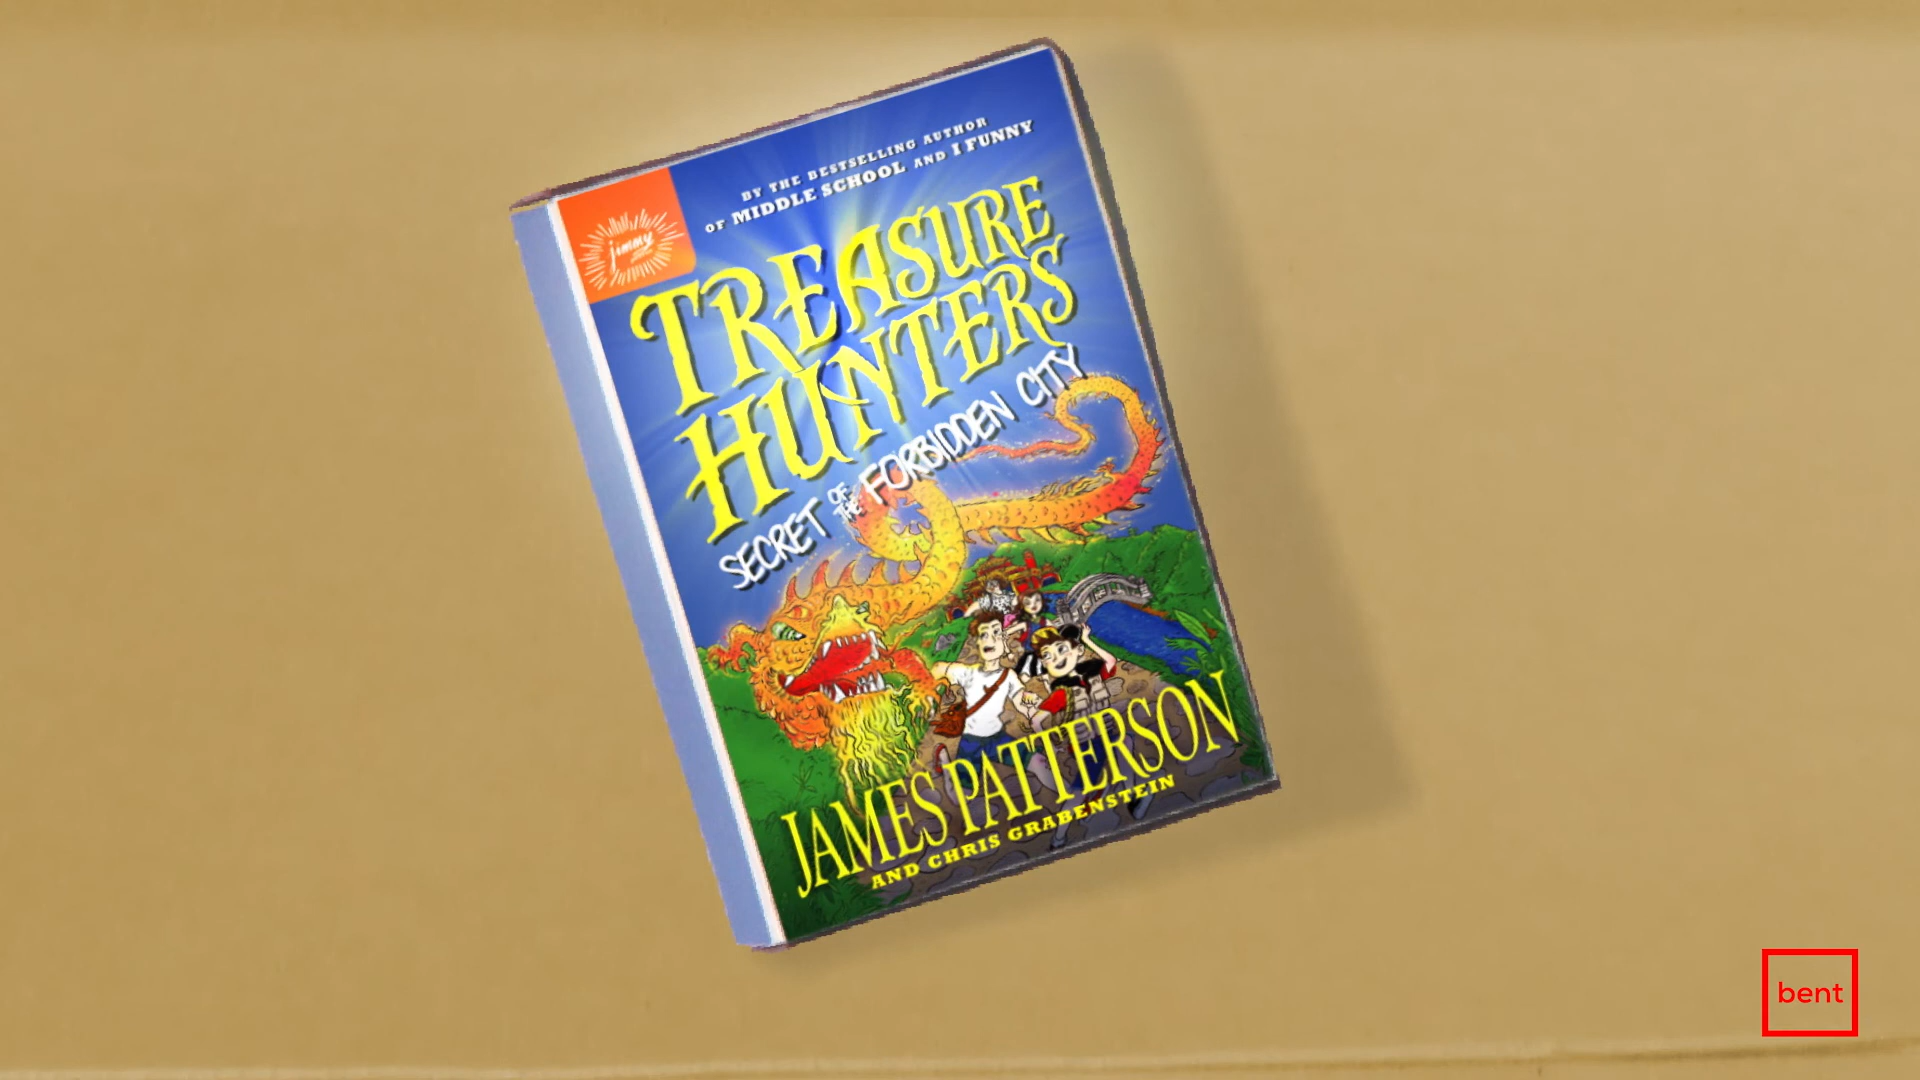 BY THE BESTSELLING AUTHOR
OF MIDDLE SCHOOL AND I FUNNY
jimmy
TREASURE
HUNTERS
SECRET OF THE FORBIDDEN CITY
JAMES PATTERSON
AND CHRIS GRABENSTEIN
bent